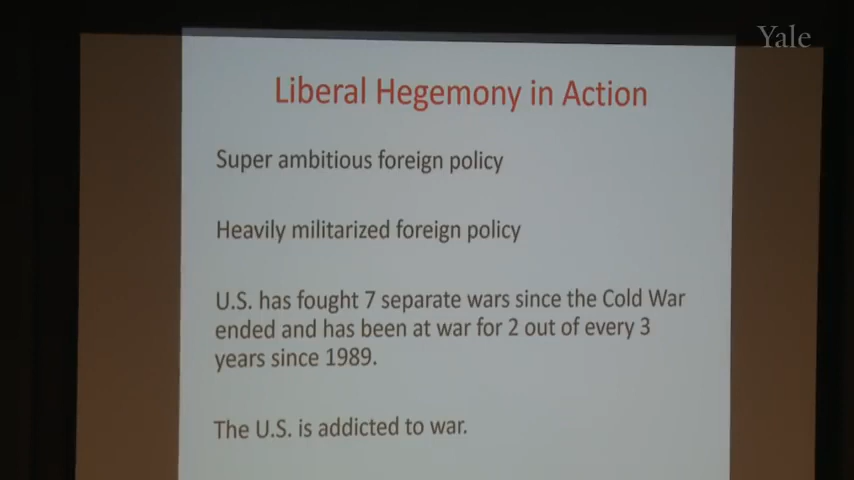 Yale
Liberal Hegemony in Action
Super ambitious foreign policy
Heavily militarized foreign policy
U.S. has fought 7 separate wars since the Cold War
ended and has been at war for 2 out of every 3
years since 1989.
The U.S. is addicted to war.